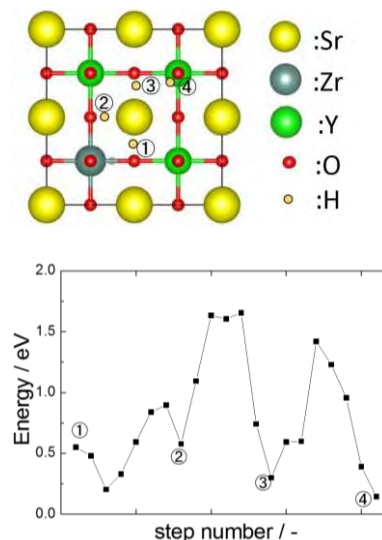 :Sr
:Zr
:Y
:O
:H
③ ④
②
①
2.0
1.5
1.0
0.5
0.0
Energy / eV
①
②
③
④
step number / -